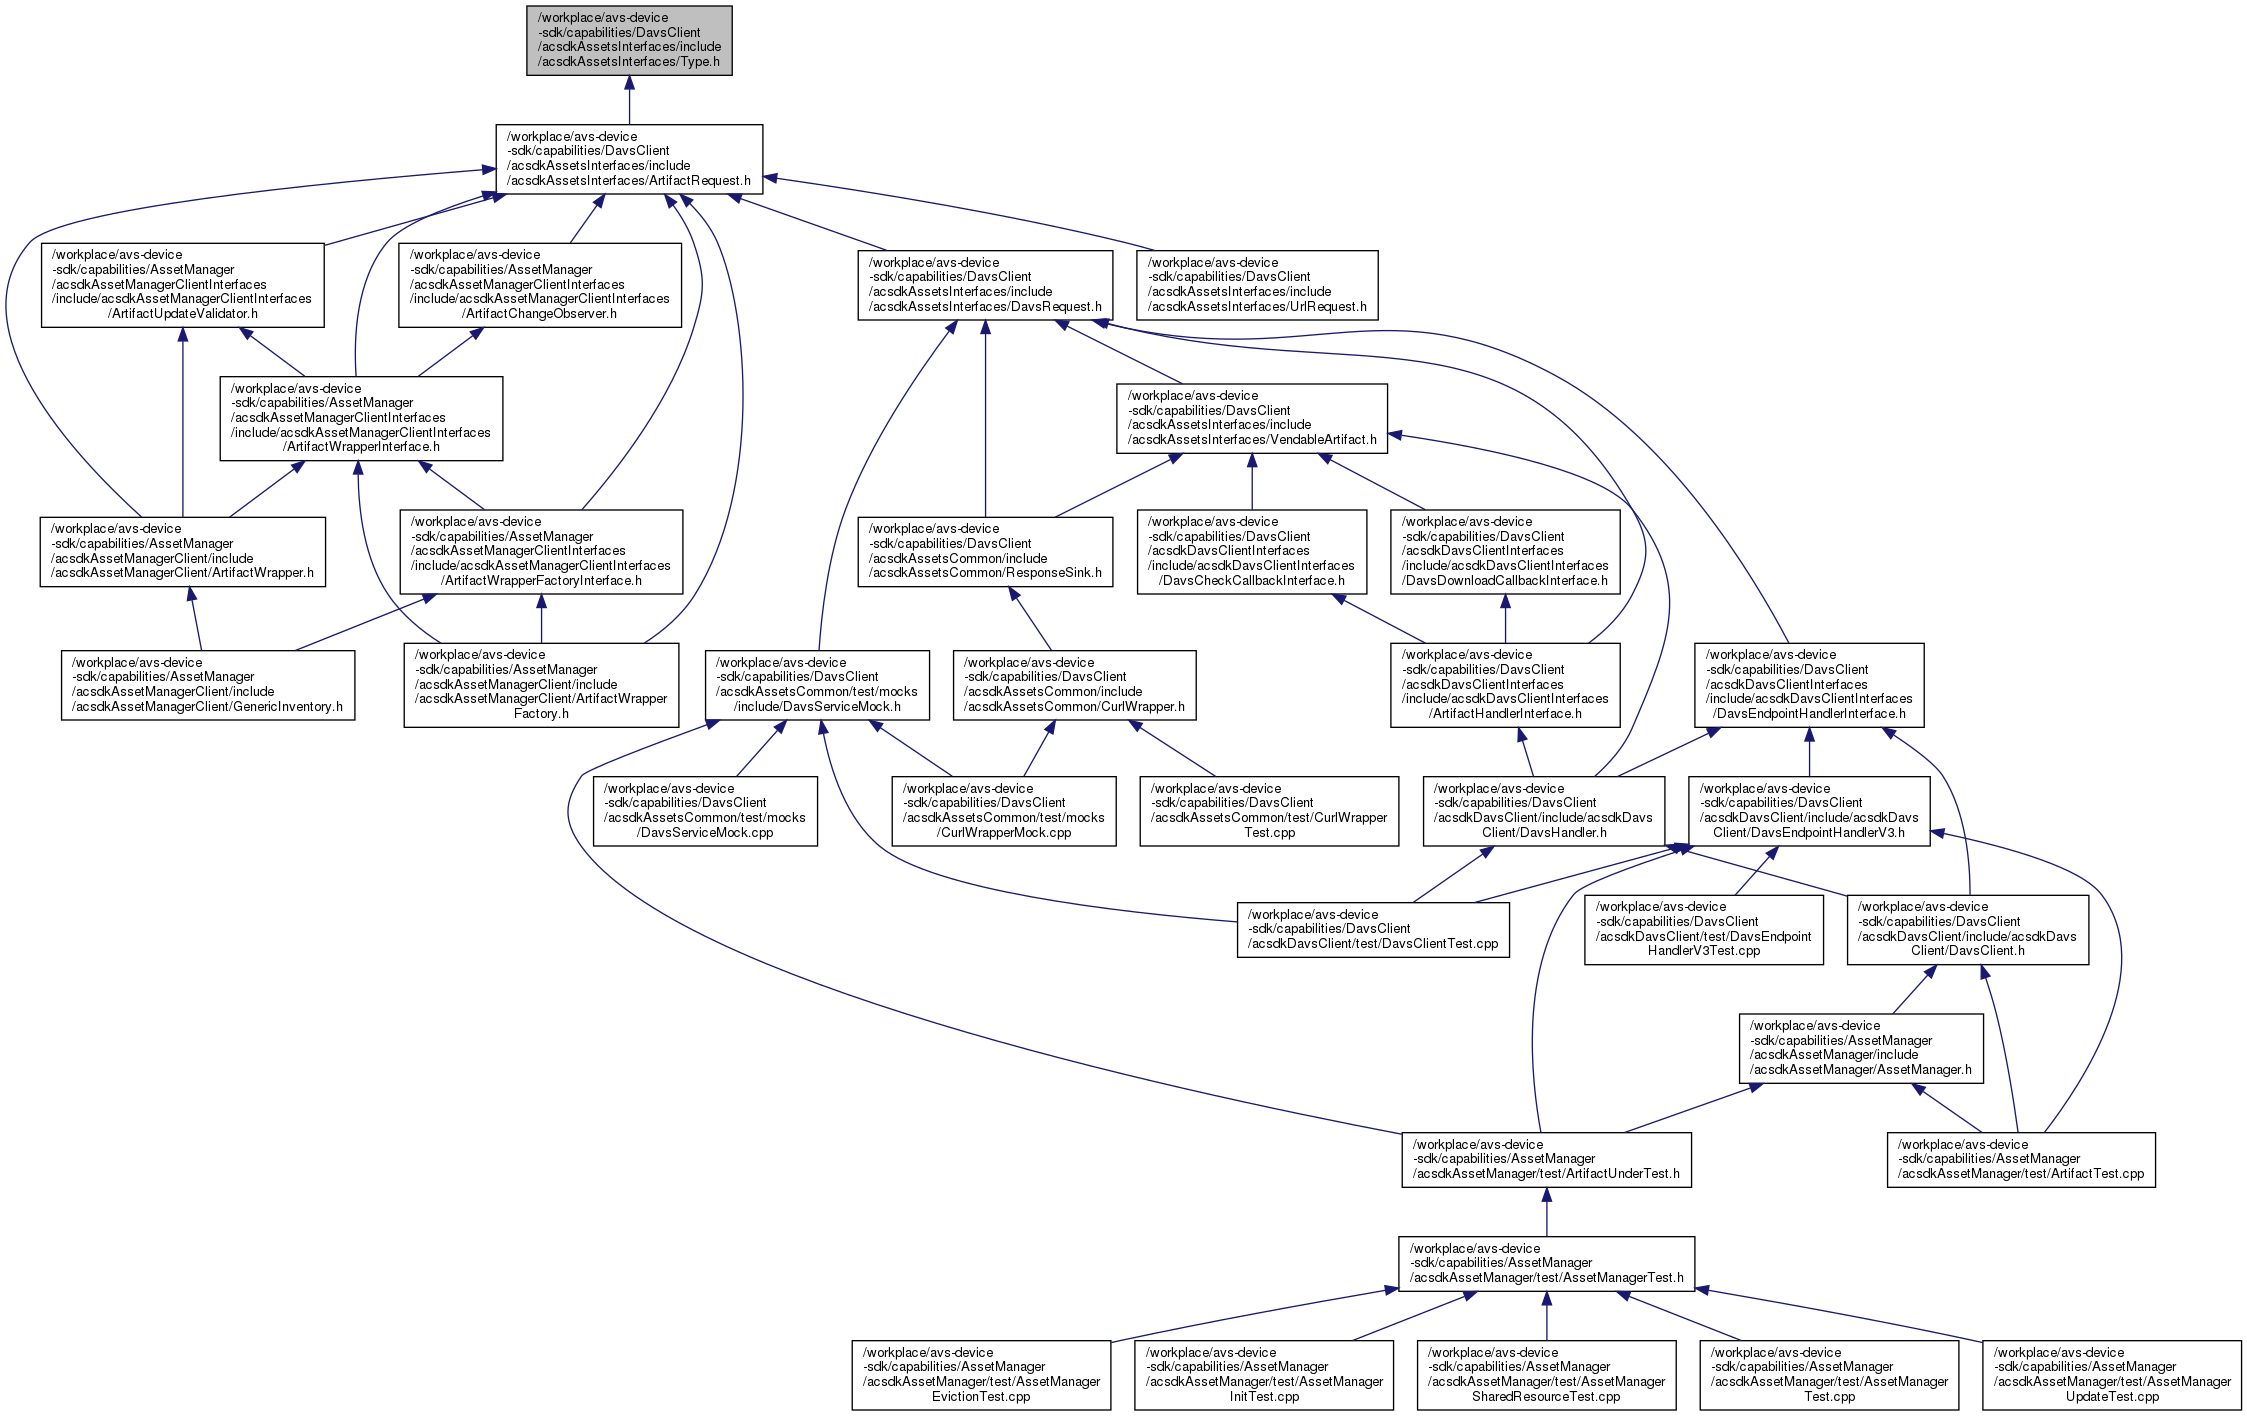 /workplace/avs-device
-sdk/capabilities/DavsClient
/acsdkAssetsInterfaces/include
/acsdkAssetsInterfaces/Type.h
/workplace/avs-device
-sdk/capabilities/DavsClient
/acsdkAssetsInterfaces/include
/acsdkAssetsInterfaces/ArtifactRequest.h
/workplace/avs-device
-sdk/capabilities/AssetManager
/acsdkAssetManagerClientInterfaces
/include/acsdkAssetManagerClientInterfaces
/ArtifactUpdateValidator.h
/workplace/avs-device
-sdk/capabilities/AssetManager
/acsdkAssetManagerClientInterfaces
/include/acsdkAssetManagerClientInterfaces
/ArtifactChangeObserver.h
/workplace/avs-device
-sdk/capabilities/DavsClient
/acsdkAssetsInterfaces/include
/acsdkAssetsInterfaces/DavsRequest.h
/workplace/avs-device
-sdk/capabilities/DavsClient
/acsdkAssetsInterfaces/include
/acsdkAssetsInterfaces/UrlRequest.h
/workplace/avs-device
-sdk/capabilities/AssetManager
/acsdkAssetManagerClientInterfaces
/include/acsdkAssetManagerClientInterfaces
/ArtifactWrapperInterface.h
/workplace/avs-device
-sdk/capabilities/DavsClient
/acsdkAssetsInterfaces/include
/acsdkAssetsInterfaces/VendableArtifact.h
/workplace/avs-device
-sdk/capabilities/AssetManager
/acsdkAssetManagerClient/include
/acsdkAssetManagerClient/ArtifactWrapper.h
/workplace/avs-device
-sdk/capabilities/AssetManager
/acsdkAssetManagerClientInterfaces
/include/acsdkAssetManagerClientInterfaces
/ArtifactWrapperFactoryInterface.h
/workplace/avs-device
-sdk/capabilities/DavsClient
/acsdkAssetsCommon/include
/acsdkAssetsCommon/ResponseSink.h
/workplace/avs-device
-sdk/capabilities/DavsClient
/acsdkDavsClientInterfaces
/include/acsdkDavsClientInterfaces
/DavsCheckCallbackInterface.h
/workplace/avs-device
-sdk/capabilities/DavsClient
/acsdkDavsClientInterfaces
/include/acsdkDavsClientInterfaces
/DavsDownloadCallbackInterface.h
/workplace/avs-device
-sdk/capabilities/AssetManager
/acsdkAssetManagerClient/include
/acsdkAssetManagerClient/GenericInventory.h
/workplace/avs-device
-sdk/capabilities/AssetManager
/acsdkAssetManagerClient/include
/acsdkAssetManagerClient/ArtifactWrapper
Factory.h
/workplace/avs-device
-sdk/capabilities/DavsClient
/acsdkAssetsCommon/test/mocks
/include/DavsServiceMock.h
/workplace/avs-device
-sdk/capabilities/DavsClient
/acsdkAssetsCommon/include
/acsdkAssetsCommon/CurlWrapper.h
/workplace/avs-device
-sdk/capabilities/DavsClient
/acsdkDavsClientInterfaces
/include/acsdkDavsClientInterfaces
/ArtifactHandlerInterface.h
/workplace/avs-device
-sdk/capabilities/DavsClient
/acsdkDavsClientInterfaces
/include/acsdkDavsClientInterfaces
/DavsEndpointHandlerInterface.h
/workplace/avs-device
-sdk/capabilities/DavsClient
/acsdkAssetsCommon/test/mocks
/DavsServiceMock.cpp
/workplace/avs-device
-sdk/capabilities/DavsClient
/acsdkAssetsCommon/test/mocks
/CurlWrapperMock.cpp
/workplace/avs-device
-sdk/capabilities/DavsClient
/acsdkAssetsCommon/test/CurlWrapper
Test.cpp
/workplace/avs-device
-sdk/capabilities/DavsClient
/acsdkDavsClient/include/acsdkDavs
Client/DavsHandler.h
/workplace/avs-device
-sdk/capabilities/DavsClient
/acsdkDavsClient/include/acsdkDavs
Client/DavsEndpointHandlerV3.h
/workplace/avs-device
-sdk/capabilities/DavsClient
/acsdkDavsClient/test/DavsClientTest.cpp
/workplace/avs-device
-sdk/capabilities/DavsClient
/acsdkDavsClient/test/DavsEndpoint
HandlerV3Test.cpp
/workplace/avs-device
-sdk/capabilities/DavsClient
/acsdkDavsClient/include/acsdkDavs
Client/DavsClient.h
/workplace/avs-device
-sdk/capabilities/AssetManager
/acsdkAssetManager/include
/acsdkAssetManager/AssetManager.h
/workplace/avs-device
-sdk/capabilities/AssetManager
/acsdkAssetManager/test/ArtifactUnderTest.h
/workplace/avs-device
-sdk/capabilities/AssetManager
/acsdkAssetManager/test/ArtifactTest.cpp
/workplace/avs-device
-sdk/capabilities/AssetManager
/acsdkAssetManager/test/AssetManagerTest.h
/workplace/avs-device
-sdk/capabilities/AssetManager
/acsdkAssetManager/test/AssetManager
EvictionTest.cpp
/workplace/avs-device
-sdk/capabilities/AssetManager
/acsdkAssetManager/test/AssetManager
InitTest.cpp
/workplace/avs-device
-sdk/capabilities/AssetManager
/acsdkAssetManager/test/AssetManager
SharedResourceTest.cpp
/workplace/avs-device
-sdk/capabilities/AssetManager
/acsdkAssetManager/test/AssetManager
Test.cpp
/workplace/avs-device
-sdk/capabilities/AssetManager
/acsdkAssetManager/test/AssetManager
UpdateTest.cpp